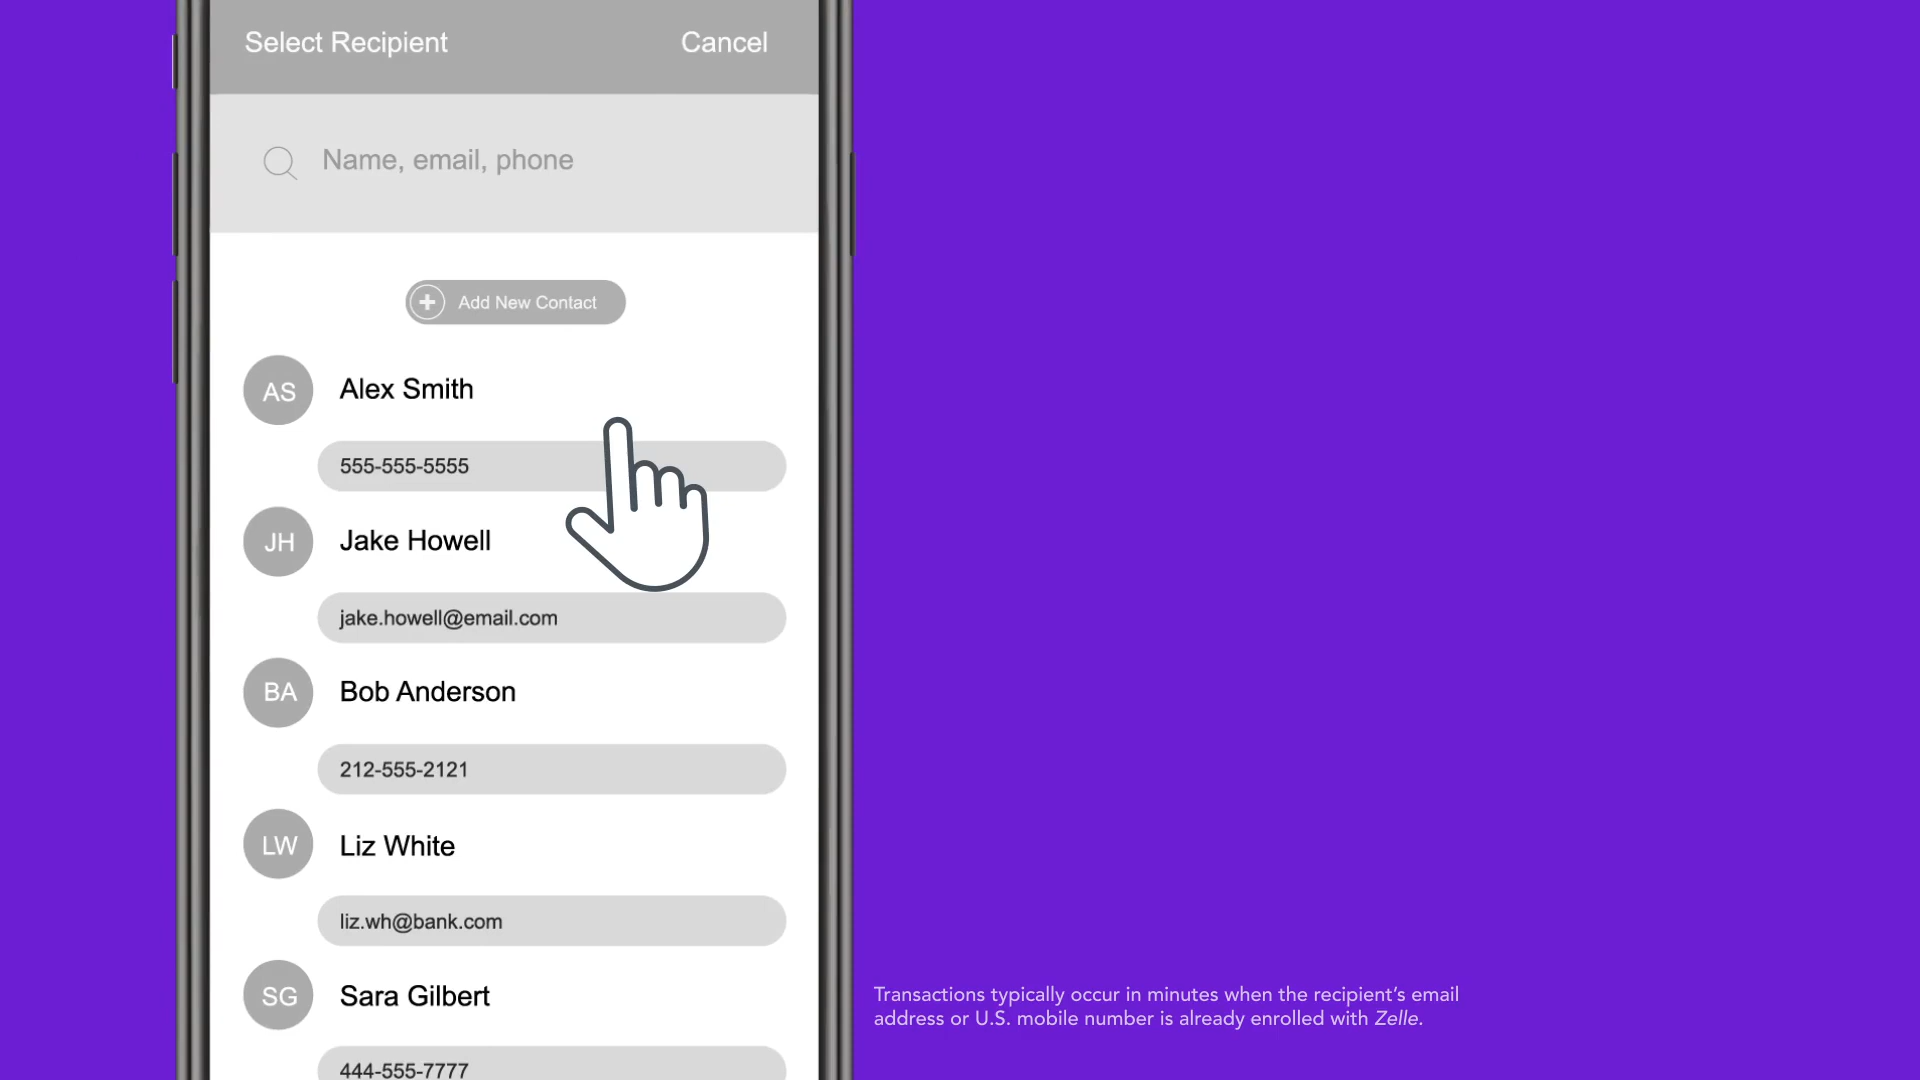 Select Recipient Cancel
Name, email, phone
Add New Contact
AS Alex Smith
555-555-5555
JH Jake Howell
jake.howell@email.com
BA Bob Anderson
212-555-2121
LW Liz White
liz.wh@bank.com
SG Sara Gilbert
444-555-7777
Transactions typically occur in minutes when the recipient’s email
address or U.S. mobile number is already enrolled with Zelle.